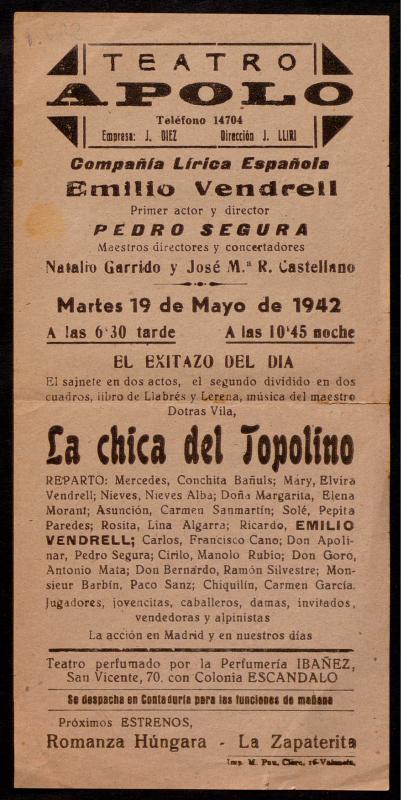 TEATRO
APOLO
Teléfono 14704
Empresa: J. DIEZ Dirección J. LLIRI
Compañía Lírica Española
Emilio Vendrell
Primer actor y director
PEDRO SEGURA
Maestros directores y concertadores
Natalio Garrido y José M.ª R. Castellano
Martes 19 de Mayo de 1942
A las 6'30 tarde A las 10'45 noche
EL EXITAZO DEL DIA
El sainete en dos actos, el segundo dividido en dos
cuadros, libro de Llabrés y Lerena, música del maestro
Dotras Vila,
La chica del Topolino
REPARTO: Mercedes, Conchita Bañuls; Máry, Elvira
Vendrell; Nieves, Nieves Alba; Doña Margarita, Elena
Morant; Asunción, Carmen Sanmartín; Solé, Pepita
Paredes; Rosita, Lina Algarra; Ricardo, EMILIO
VENDRELL; Carlos, Francisco Cano; Don Apoli-
nar, Pedro Segura; Cirilo, Manolo Rubio; Don Goro,
Antonio Mata; Don Bernardo, Ramón Silvestre; Mon-
sieur Barbín, Paco Sanz; Chiquilín, Carmen García.
Jugadores, jovencitas, caballeros, damas, invitados,
vendedoras y alpinistas
La acción en Madrid y en nuestros días
Teatro perfumado por la Perfumería IBAÑEZ,
San Vicente, 70. con Colonia ESCANDALO
Se despacha en Contaduría para las funciones de mañana
Próximos ESTRENOS,
Romanza Húngara - La Zapaterita
Imp. M. Pau, 16-Valencia.